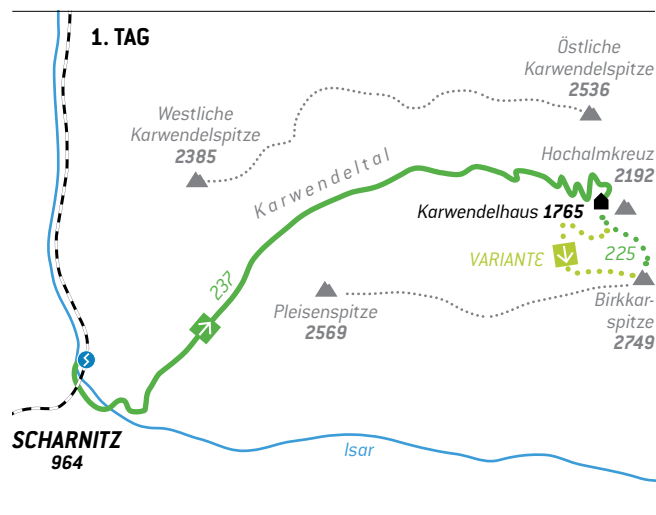 1. TAG
Östliche
Karwendelspitze
2536
Westliche
Karwendelspitze
2385
Hochalmkreuz
2192
Karwendeltal
Karwendelhaus 1765
225
VARIANTE
237
Pleisenspitze
2569
Birkkar-
spitze
2749
SCHARNITZ
964
Isar